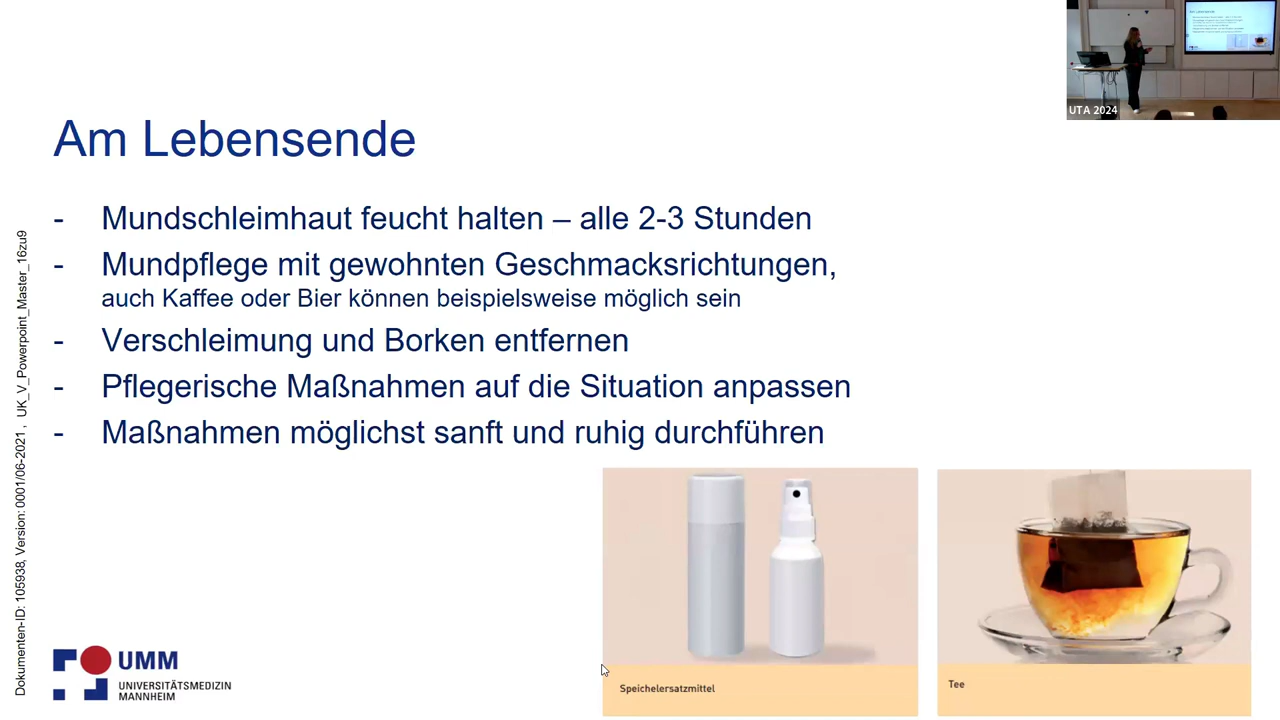 UTA 2024
Am Lebensende
- Mundschleimhaut feucht halten – alle 2-3 Stunden
- Mundpflege mit gewohnten Geschmacksrichtungen,
auch Kaffee oder Bier können beispielsweise möglich sein
- Verschleimung und Borken entfernen
- Pflegerische Maßnahmen auf die Situation anpassen
- Maßnahmen möglichst sanft und ruhig durchführen
Speichelersatzmittel
Tee
UMM
UNIVERSITÄTSMEDIZIN
MANNHEIM
Dokumenten-ID: 105938, Version: 0001/06-2021 , UK_V_Powerpoint_Master_16zu9